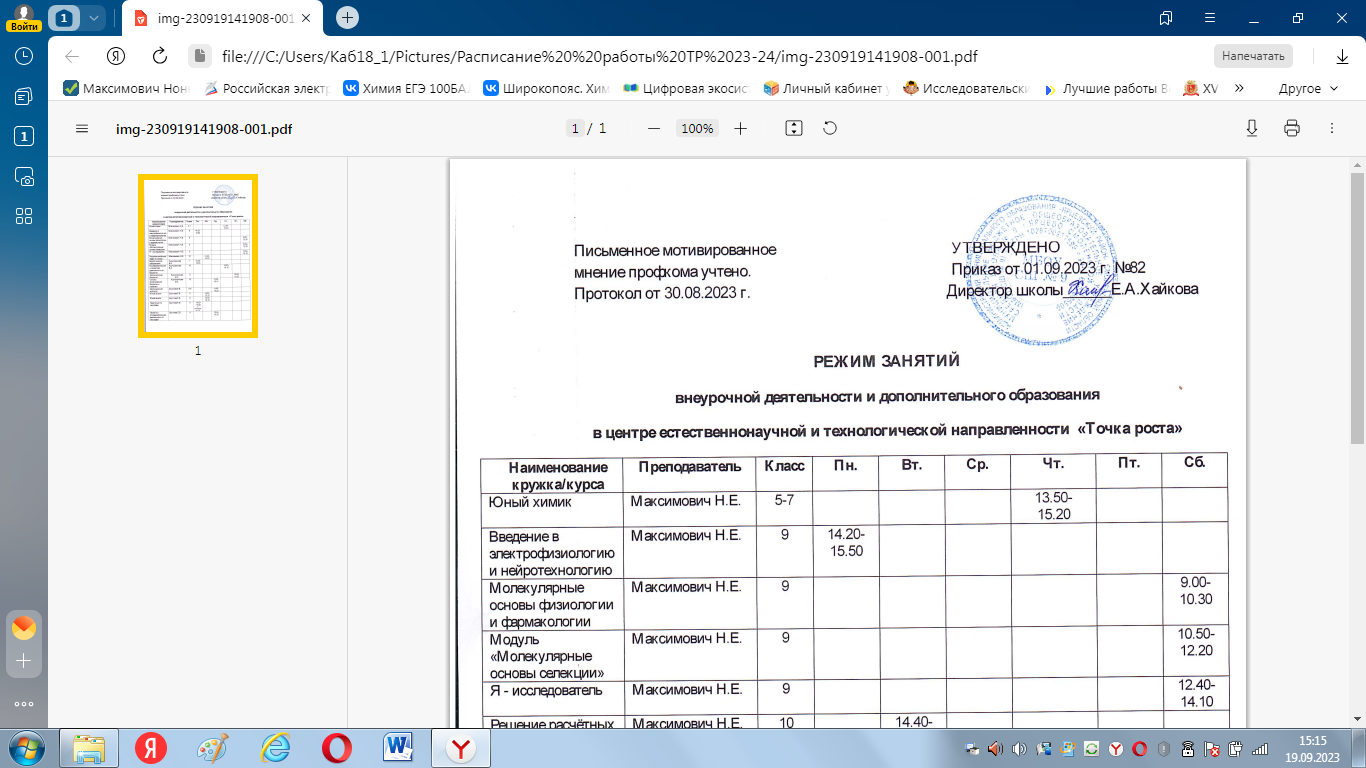 Войти
1
img-230919141908-001
file:///C:/Users/Каб18_1/Pictures/Расписание%20%20работы%20ТР%2023-24/img-230919141908-001.pdf
Напечатать
Максимович Нон
Российская электр
Химия ЕГЭ 100БАЛ
Широкопояс. Хим
Цифровая экосист
Личный кабинет
Исследовательски
Лучшие работы В
XV
»
Другое
1
img-230919141908-001.pdf
1 / 1
100%
1
Письменное мотивированное
мнение профкома учтено.
Протокол от 30.08.2023 г.
УТВЕРЖДЕНО
Приказ от 01.09.2023 г. №82
Директор школы Е.А.Хайкова
РЕЖИМ ЗАНЯТИЙ
внеурочной деятельности и дополнительного образования
в центре естественнонаучной и технологической направленности «Точка роста»
Наименование кружка/курса Преподаватель Класс Пн. Вт. Ср. Чт. Пт. Сб.
Юный химик Максимович Н.Е. 5-7 13.50-
15.20
Введение в Максимович Н.Е. 9 14.20-
электрофизиологию 15.50
и нейротехнологию
Молекулярные Максимович Н.Е. 9 9.00-
основы физиологии 10.30
и фармакологии
Модуль Максимович Н.Е. 9 10.50-
«Молекулярные 12.20
основы селекции»
Я - исследователь Максимович Н.Е. 9 12.40-
14.10
Решение расчётных Максимович Н.Е. 10 14.40-
15:15
19.09.2023